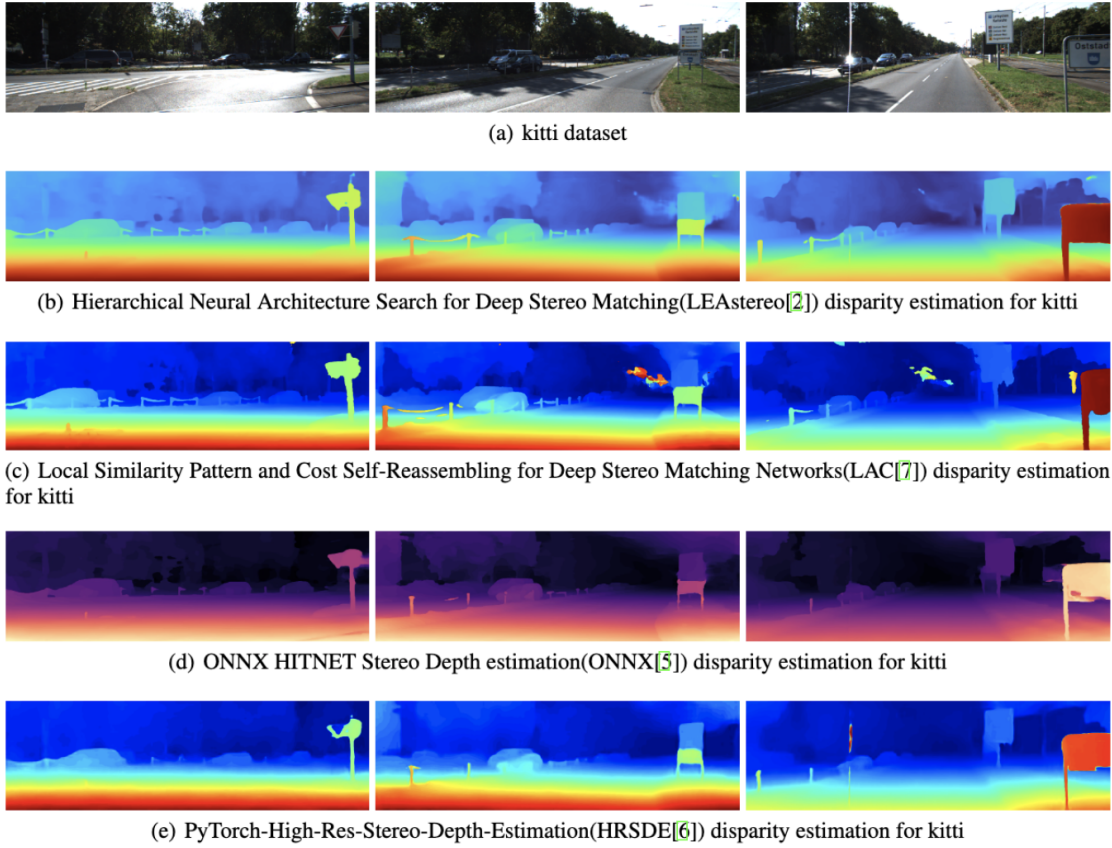 Oststadt
(a) kitti dataset
(b) Hierarchical Neural Architecture Search for Deep Stereo Matching(LEAstereo[2]) disparity estimation for kitti
(c) Local Similarity Pattern and Cost Self-Reassembling for Deep Stereo Matching Networks(LAC[7]) disparity estimation
for kitti
(d) ONNX HITNET Stereo Depth estimation(ONNX[5]) disparity estimation for kitti
(e) PyTorch-High-Res-Stereo-Depth-Estimation(HRSDE[6]) disparity estimation for kitti